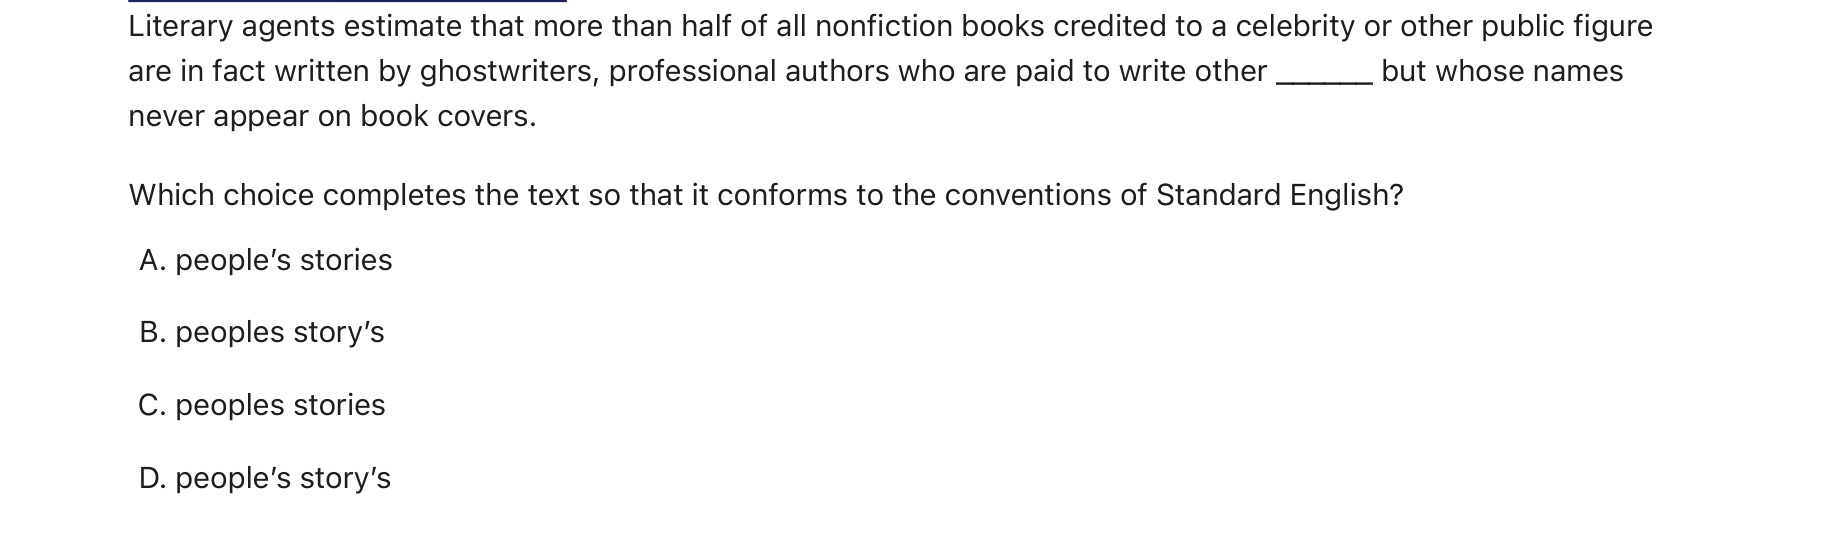 Literary agents estimate that more than half of all nonfiction books credited to a celebrity or other public figure
are in fact written by ghostwriters, professional authors who are paid to write other ______ but whose names
never appear on book covers.
Which choice completes the text so that it conforms to the conventions of Standard English?
A. people’s stories
B. peoples story’s
C. peoples stories
D. people’s story’s